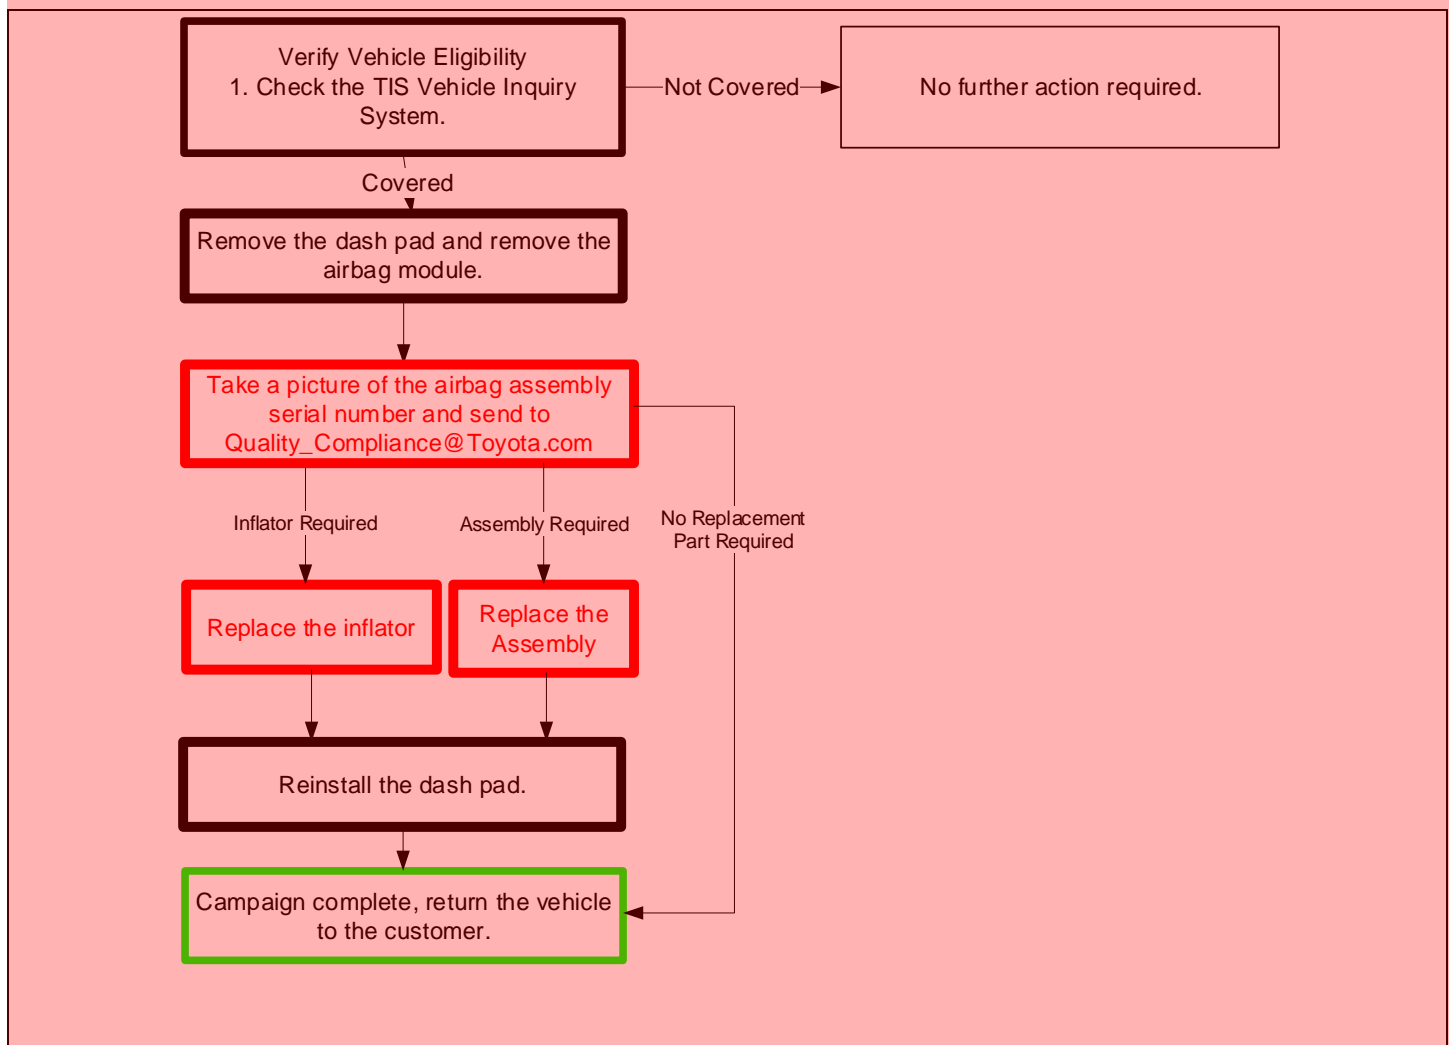 Verify Vehicle Eligibility
1. Check the TIS Vehicle Inquiry
System.
Not Covered
No further action required.
Covered
Remove the dash pad and remove the
airbag module.
Take a picture of the airbag assembly
serial number and send to
Quality_Compliance@Toyota.com
Inflator Required
Assembly Required
No Replacement
Part Required
Replace the inflator
Replace the
Assembly
Reinstall the dash pad.
Campaign complete, return the vehicle
to the customer.